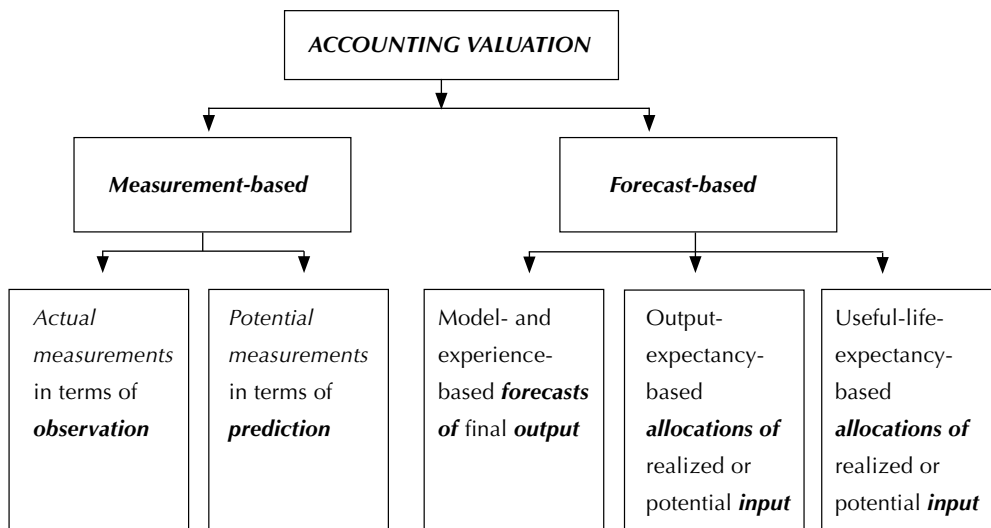 ACCOUNTING VALUATION
Measurement-based
Forecast-based
Actual
measurements
in terms of
observation
Potential
measurements
in terms of
prediction
Model- and
experience-
based forecasts
of final output
Output-
expectancy-
based
allocations of
realized or
potential input
Useful-life-
expectancy-
based
allocations of
realized or
potential input